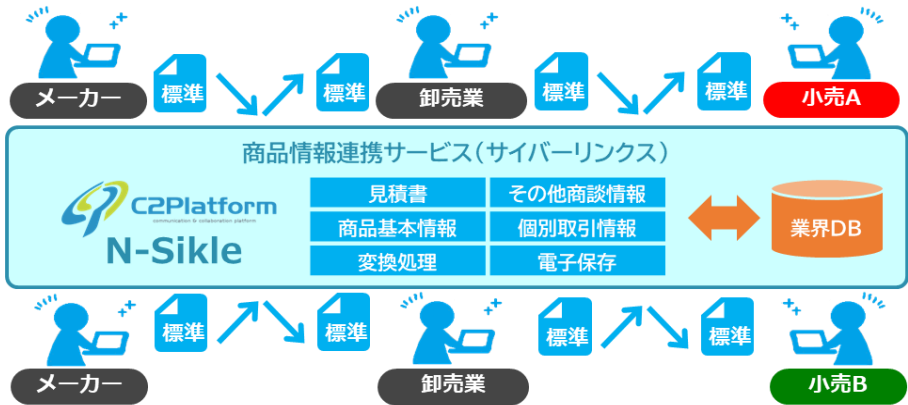 標準
標準
標準
標準
メーカー
卸売業
小売A
商品情報連携サービス(サイバーリンクス)
C2Platform
communication & collaboration platform
N-Sikle
見積書
その他商談情報
商品基本情報
個別取引情報
変換処理
電子保存
業界DB
標準
標準
標準
標準
メーカー
卸売業
小売B